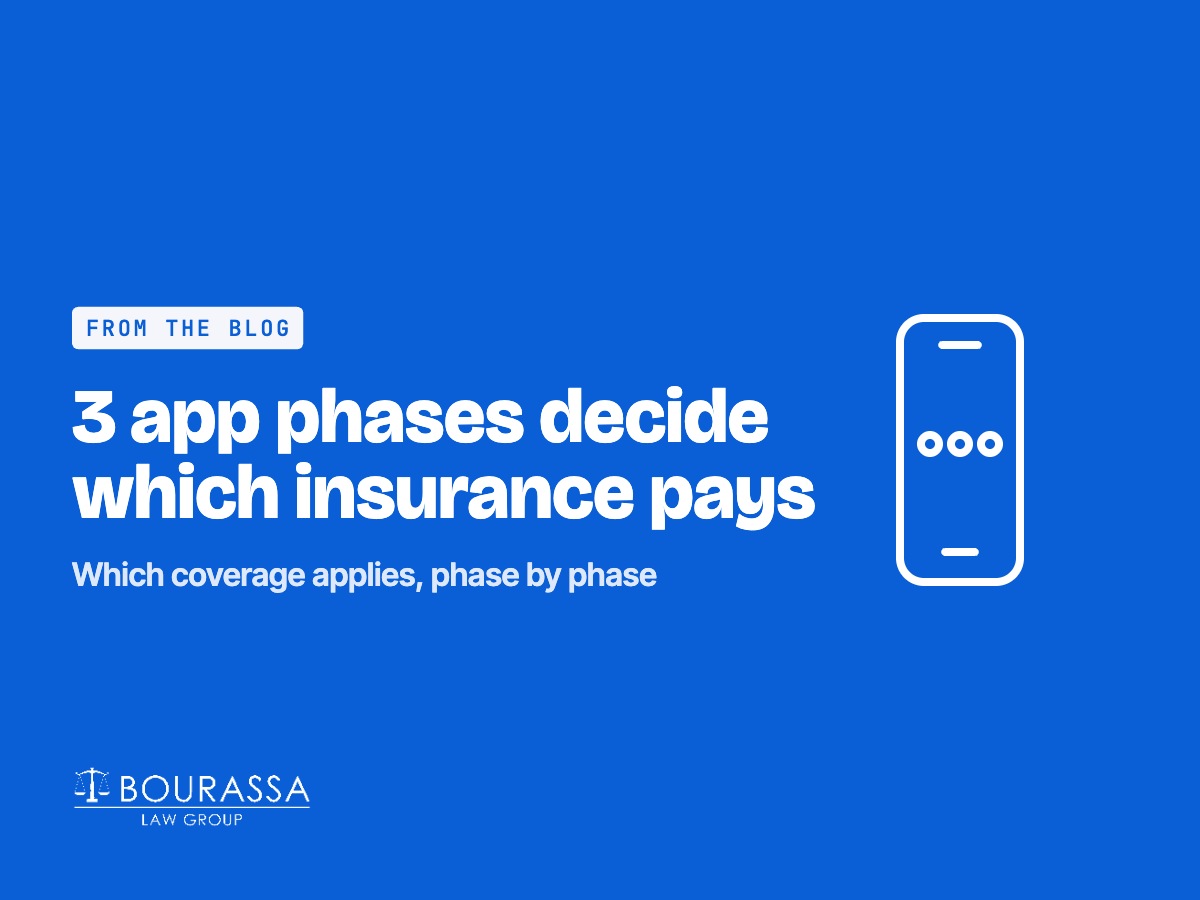 FROM THE BLOG
3 app phases decide
which insurance pays
Which coverage applies, phase by phase
BOURASSA
LAW GROUP